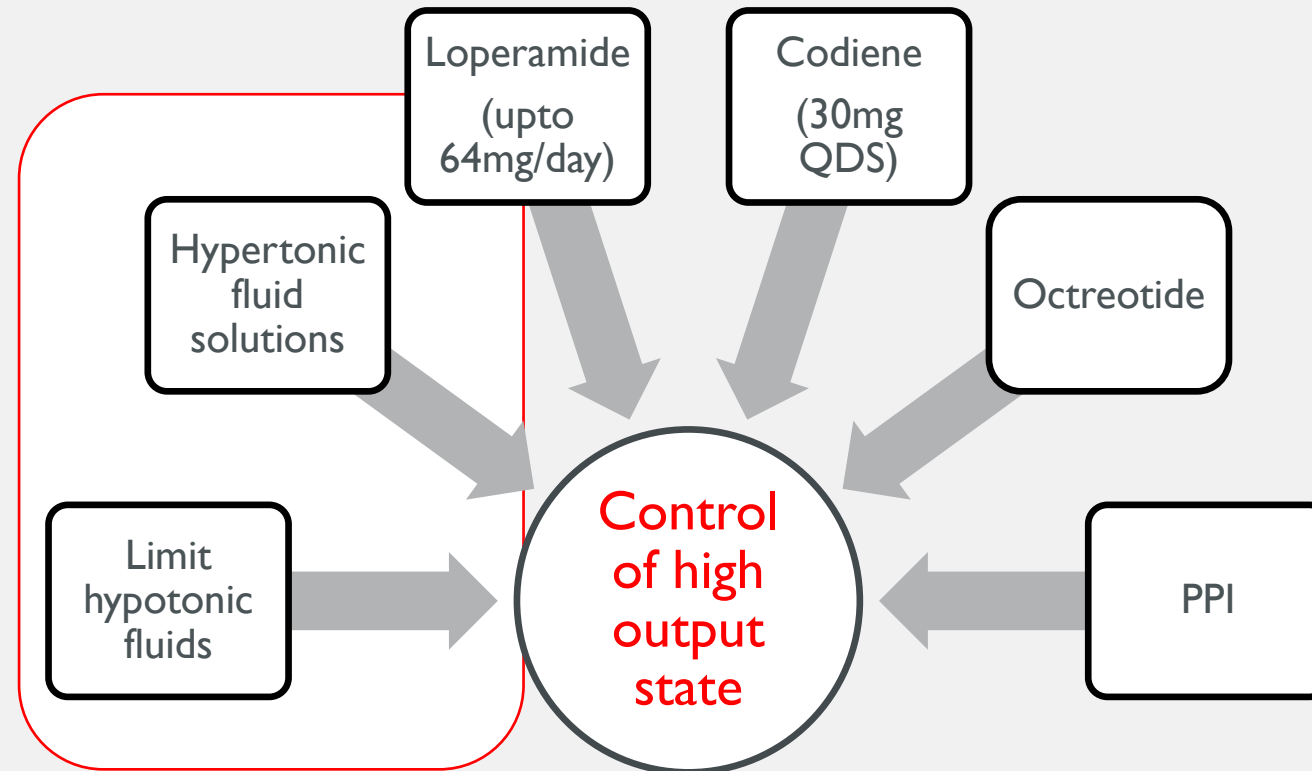 Loperamide
(upto
64mg/day)
Codiene
(30mg
QDS)
Hypertonic
fluid
solutions
Octreotide
Limit
hypotonic
fluids
Control
of high
output
state
PPI